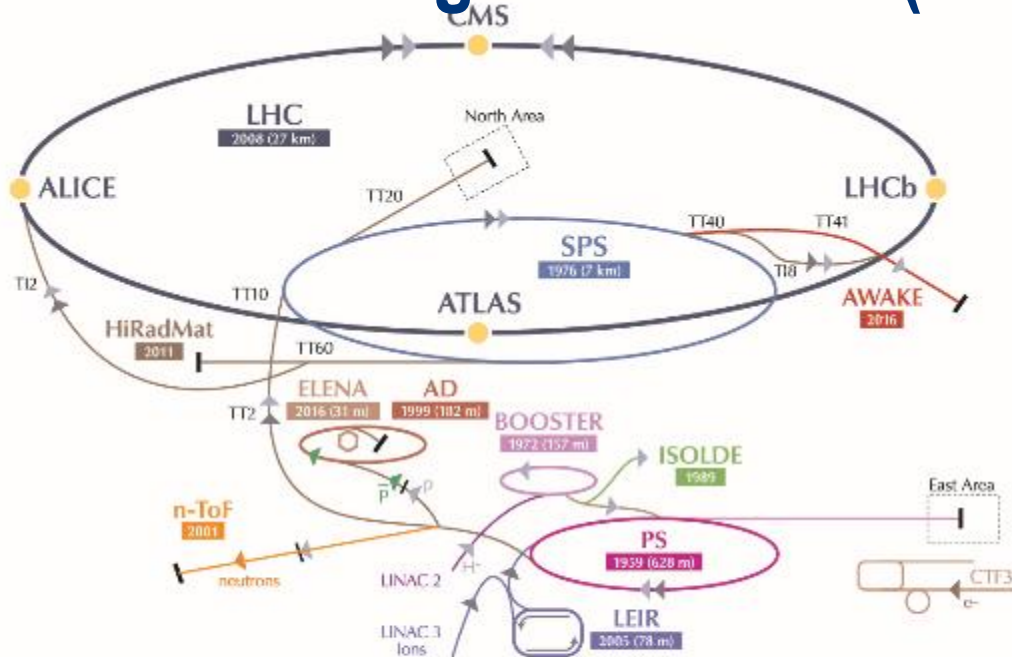 CMS
LHC
2008 (27 km)
North Area
ALICE
TT20
LHCb
TT40
TT41
SPS
1976 (7 km)
TI8
TI2
TT10
ATLAS
AWAKE
2016
HiRadMat
2011
TT60
ELENA
2016 (31 m)
AD
1999 (182 m)
TT2
BOOSTER
1972 (157 m)
ISOLDE
1989
East Area
p̅
p
n-ToF
2001
PS
1959 (628 m)
neutrons
H-
LINAC 2
CTF3
e-
LEIR
2005 (78 m)
LINAC 3
Ions